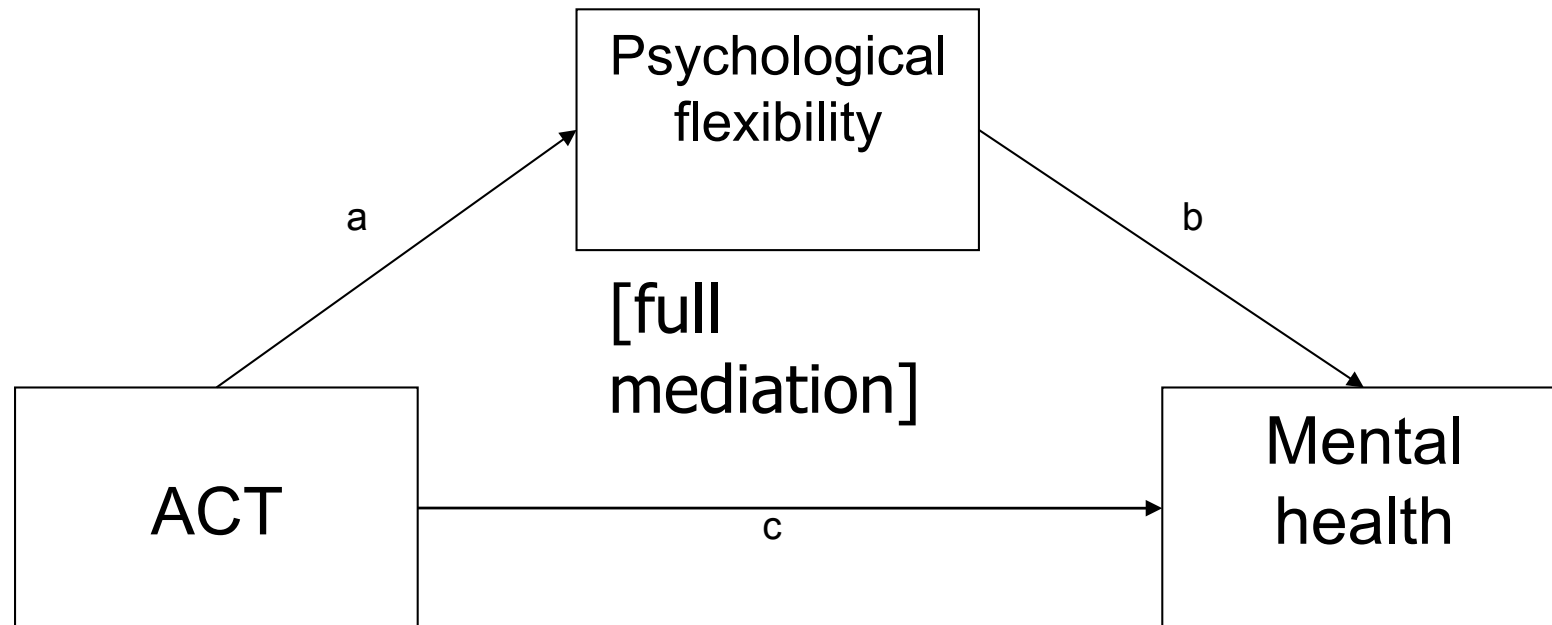 Psychological
flexibility
a
b
[full
mediation]
ACT
c
Mental
health